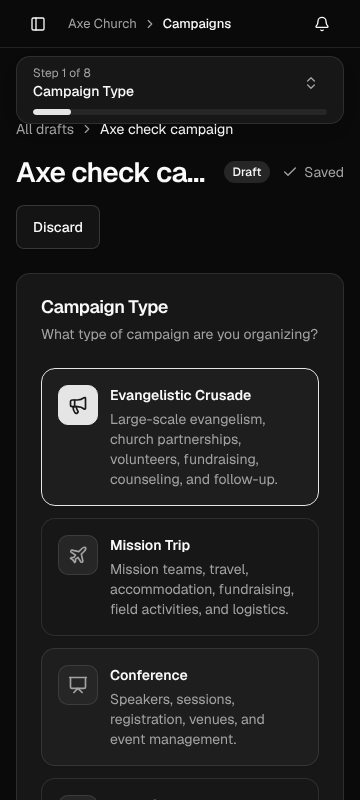 Axe Church > Campaigns
Step 1 of 8
Campaign Type
All drafts > Axe check campaign
Axe check ca...
Draft
Saved
Discard
Campaign Type
What type of campaign are you organizing?
Evangelistic Crusade
Large-scale evangelism,
church partnerships,
volunteers, fundraising,
counseling, and follow-up.
Mission Trip
Mission teams, travel,
accommodation, fundraising,
field activities, and logistics.
Conference
Speakers, sessions,
registration, venues, and
event management.